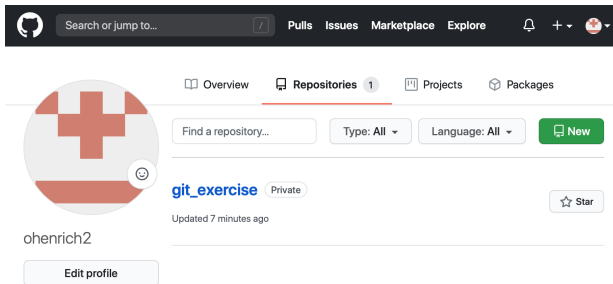 Search or jump to... / Pulls Issues Marketplace Explore
Overview Repositories 1 Projects Packages
Find a repository... Type: All Language: All New
git_exercise Private
Star
Updated 7 minutes ago
ohenrich2
Edit profile